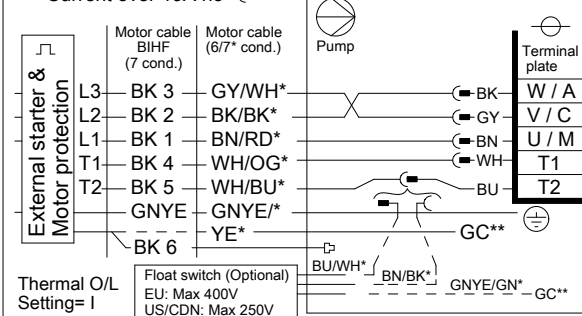 Motor cable BIHF (7 cond.)
Motor cable (6/7* cond.)
Pump
Terminal plate
External starter & Motor protection
L3 BK 3 GY/WH* BK W / A
L2 BK 2 BK/BK* GY V / C
L1 BK 1 BN/RD* BN U / M
T1 BK 4 WH/OG* WH T1
T2 BK 5 WH/BU* BU T2
GNYE GNYE/*
YE* GC**
BK 6
BU/WH* BN/BK* GNYE/GN* GC**
Thermal O/L
Setting= I
Float switch (Optional)
EU: Max 400V
US/CDN: Max 250V